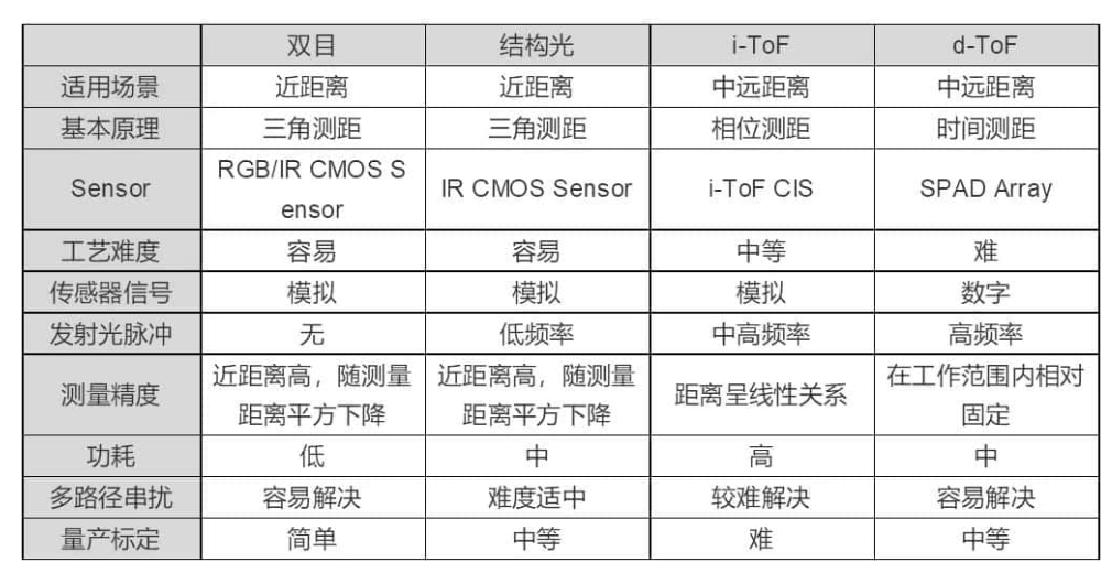 双目 结构光 i-ToF d-ToF
适用场景 近距离 近距离 中远距离 中远距离
基本原理 三角测距 三角测距 相位测距 时间测距
Sensor RGB/IR CMOS S
ensor IR CMOS Sensor i-ToF CIS SPAD Array
工艺难度 容易 容易 中等 难
传感器信号 模拟 模拟 模拟 数字
发射光脉冲 无 低频率 中高频率 高频率
测量精度 近距离高，随测量
距离平方下降 近距离高，随测量
距离平方下降 距离呈线性关系 在工作范围内相对
固定
功耗 低 中 高 中
多路径串扰 容易解决 难度适中 较难解决 容易解决
量产标定 简单 中等 难 中等